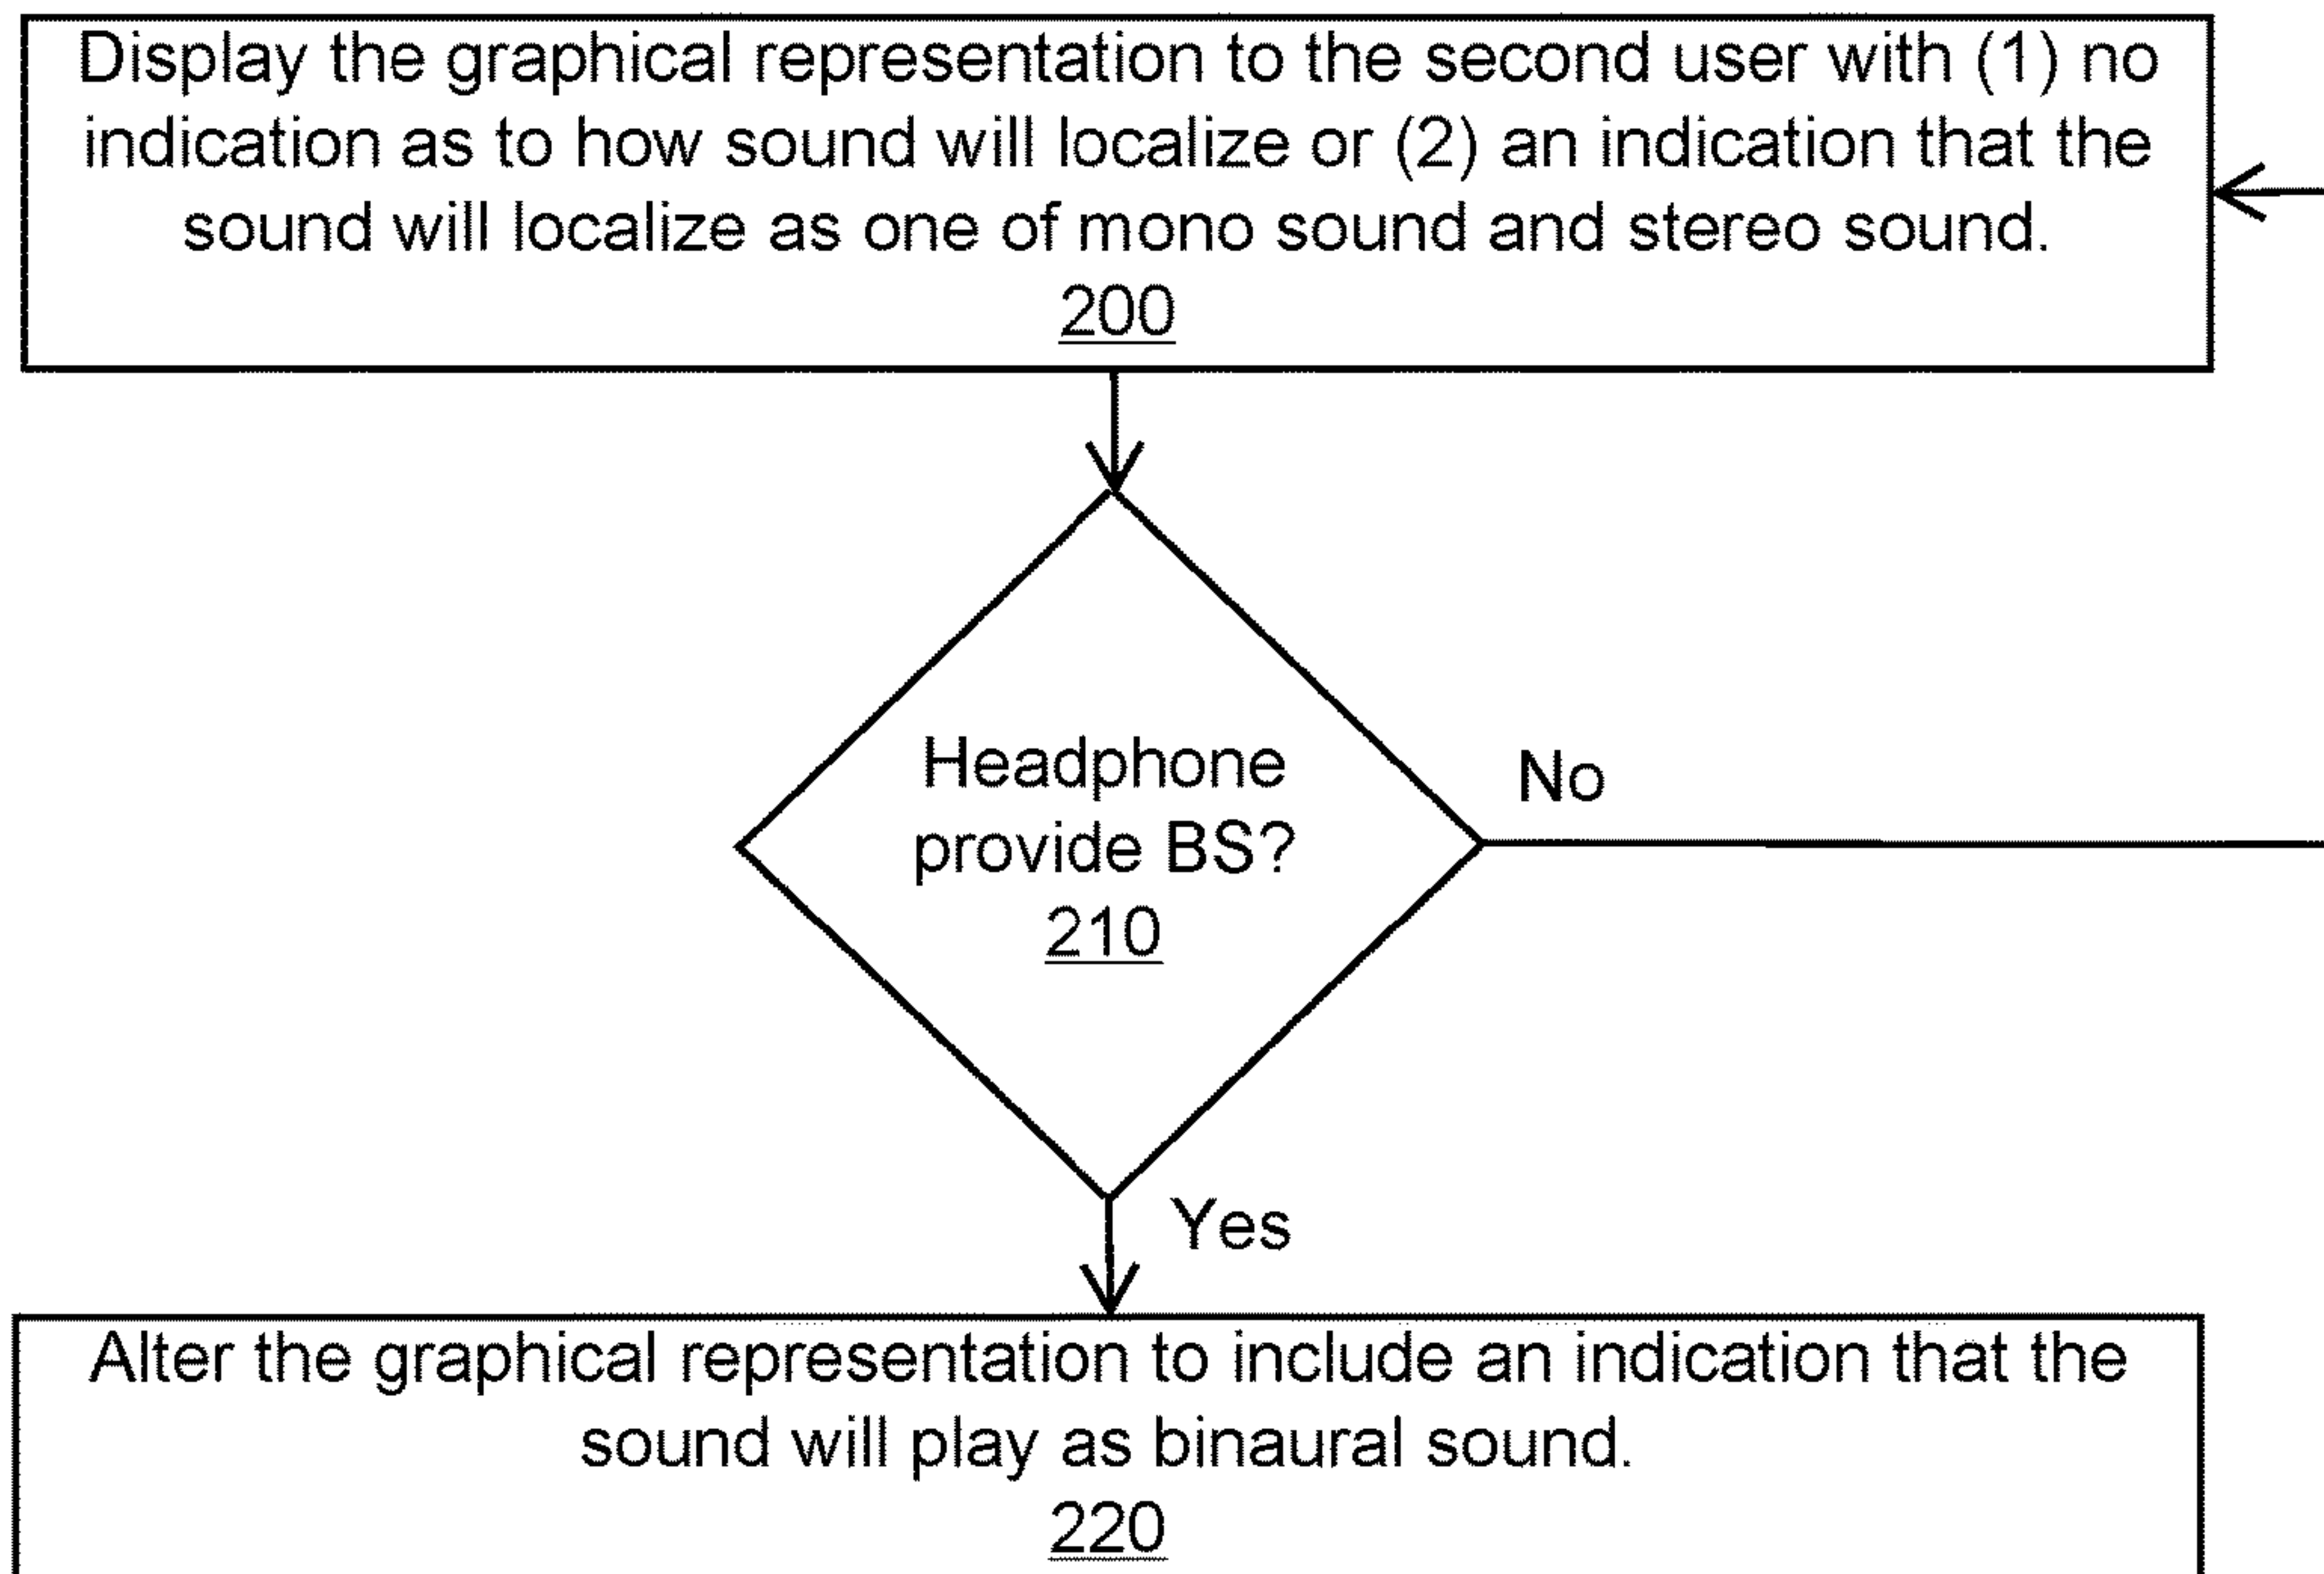 Display the graphical representation to the second user with (1) no
indication as to how sound will localize or (2) an indication that the
sound will localize as one of mono sound and stereo sound.
200
Headphone
provide BS?
210
No
Yes
Alter the graphical representation to include an indication that the
sound will play as binaural sound.
220